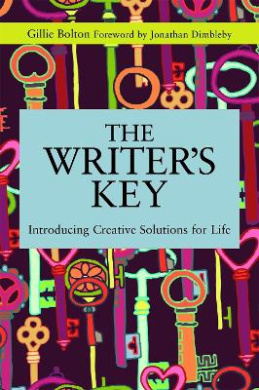 Gillie Bolton Foreword by Jonathan Dimbleby
THE
WRITER'S
KEY
Introducing Creative Solutions for Life